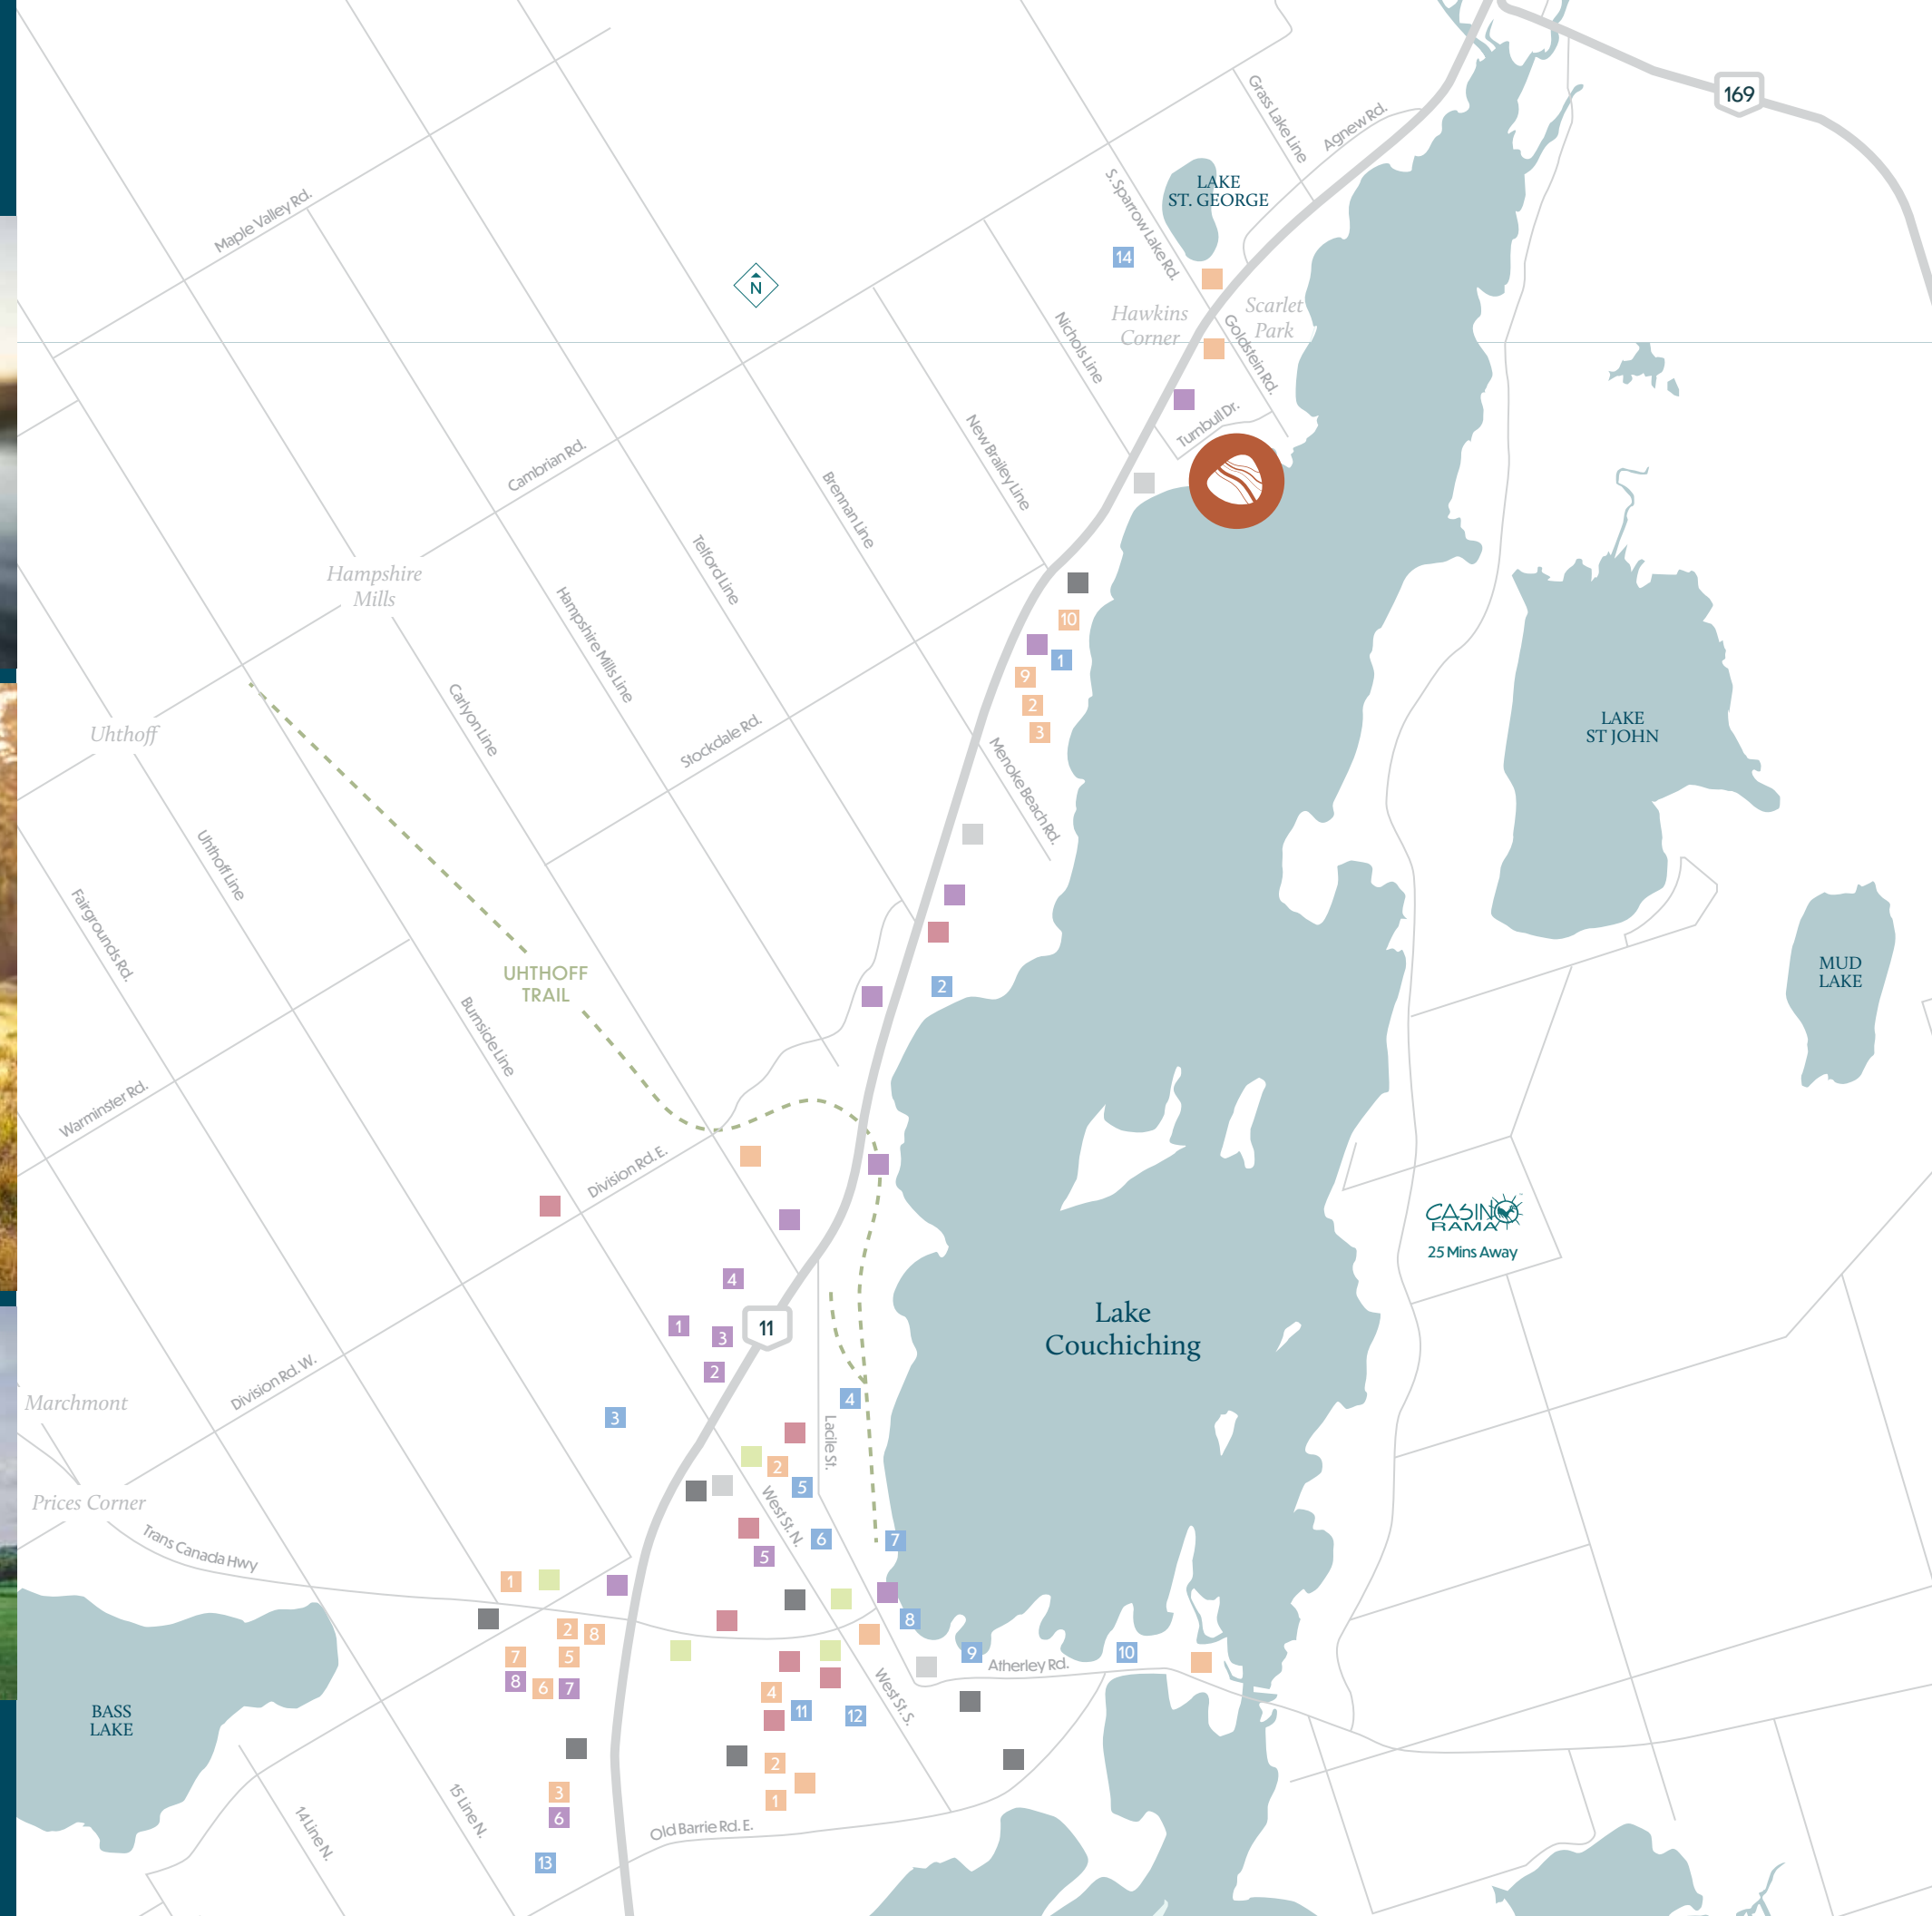 169
Grass Lake Line
Agnew Rd.
LAKE
ST. GEORGE
S. Sparrow Lake Rd.
Maple Valley Rd.
14
N
Hawkins
Corner
Scarlet
Park
Goldstein Rd.
Nichols Line
Turnbull Dr.
New Brailey Line
Cambrian Rd.
Brennan Line
Telford Line
Hampshire
Mills
Hampshire Mills Line
10
1
9
2
3
Carlyon Line
Uhthoff
Stockdale Rd.
Menoke Beach Rd.
LAKE
ST JOHN
Uhthoff Line
Fairgrounds Rd.
UHTHOFF
TRAIL
2
MUD
LAKE
Burnside Line
Warminster Rd.
Division Rd. E.
CASINO
RAMA
25 Mins Away
4
1
3
11
2
Lake
Couchiching
Division Rd. W.
Marchmont
3
4
Lacile St.
2
5
Prices Corner
West St. N.
Trans Canada Hwy
6
7
5
1
8
2
8
7
5
9
10
Atherley Rd.
8
6
7
4
West St. S.
11
12
BASS
LAKE
2
3
1
6
15 Line N.
14 Line N.
Old Barrie Rd. E.
13